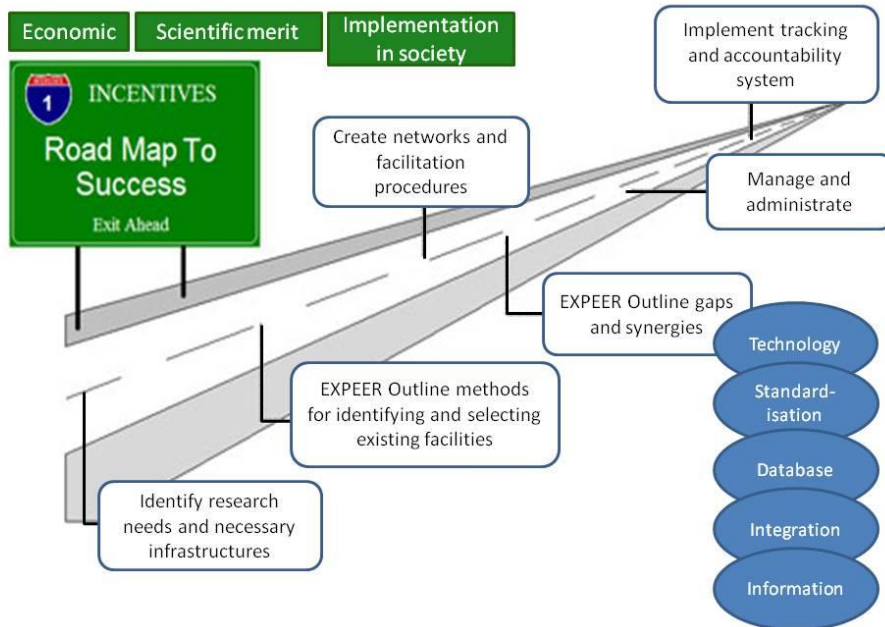 Economic
Scientific merit
Implementation
in society
1
INCENTIVES
Road Map To
Success
Exit Ahead
Implement tracking
and accountability
system
Create networks and
facilitation
procedures
Manage and
administrate
EXPEER Outline gaps
and synergies
EXPEER Outline methods
for identifying and selecting
existing facilities
Identify research
needs and necessary
infrastructures
Technology
Standard-
isation
Database
Integration
Information